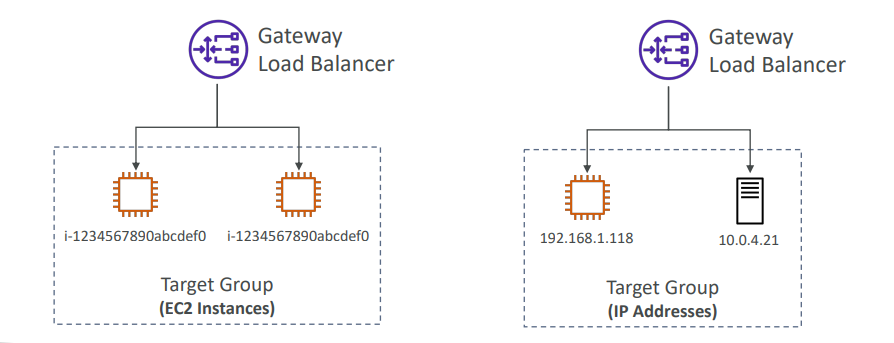 Gateway
Load Balancer
i-1234567890abcdef0
i-1234567890abcdef0
Target Group
(EC2 Instances)
Gateway
Load Balancer
192.168.1.118
10.0.4.21
Target Group
(IP Addresses)